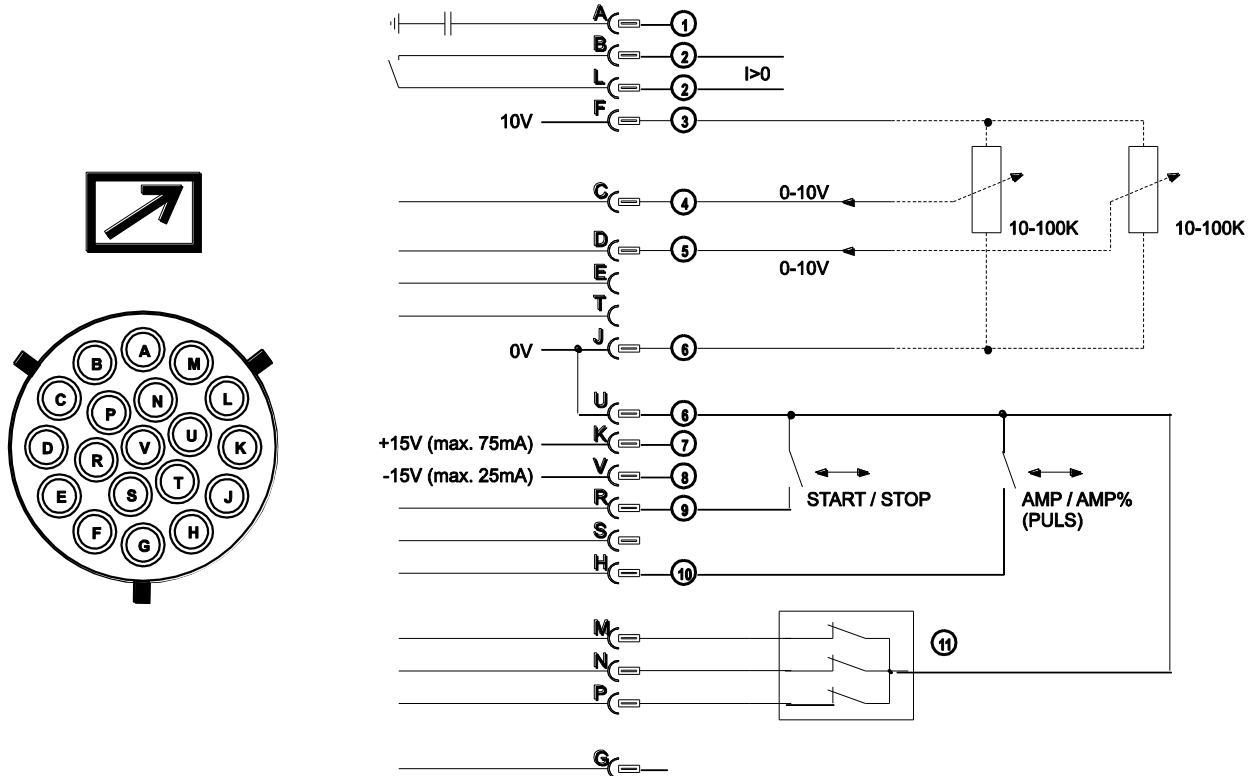 A 1
B 2
I>0
L 2
F
10V 3
C 4 0-10V
10-100K 10-100K
D 5
0-10V
E
T
J
0V 6
U 6
+15V (max. 75mA) K 7
-15V (max. 25mA) V 8
R 9
START / STOP AMP / AMP%
(PULS)
S
H 10
M
11
N
P
G
A
B M
C P N L
D R V U K
E S T J
F G H